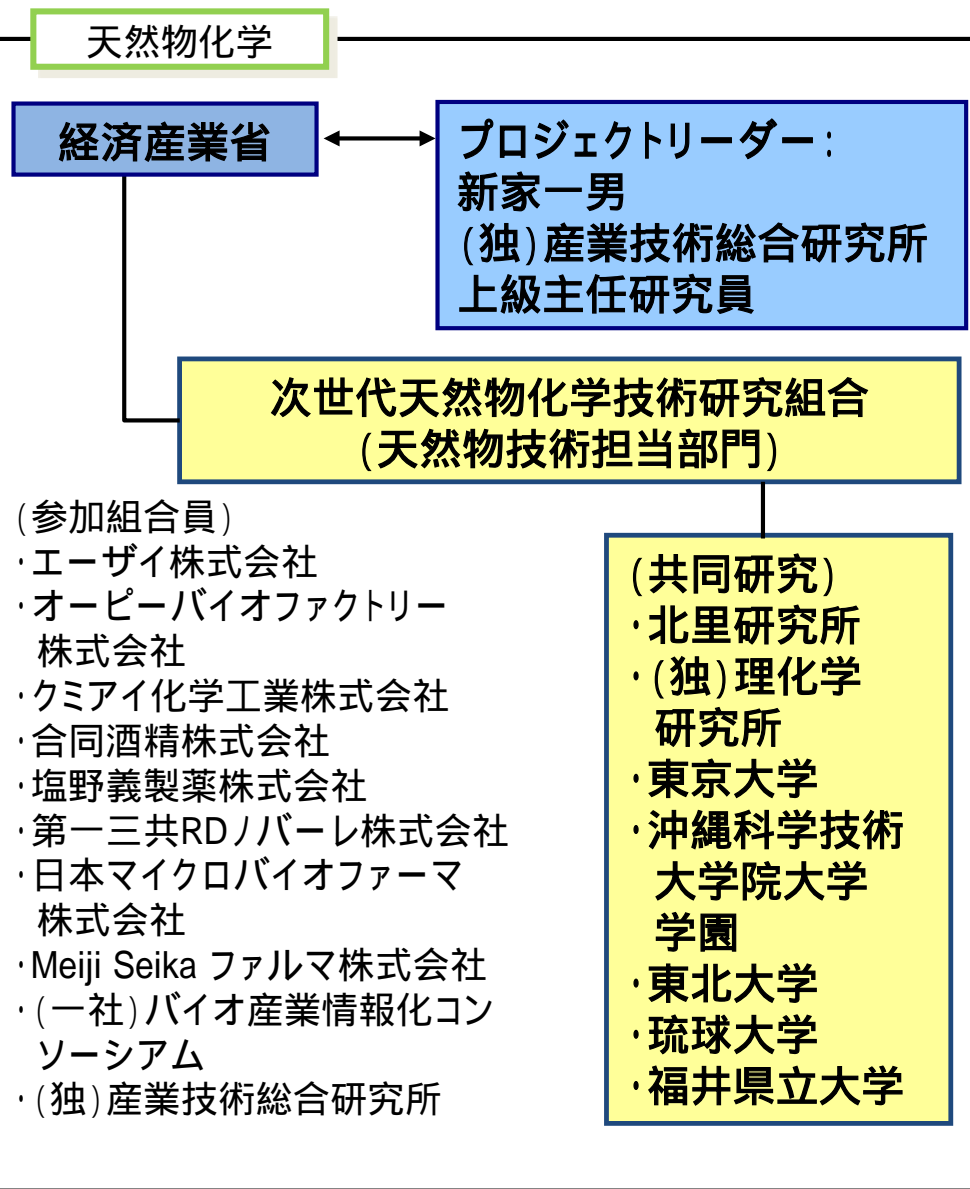 天然物化学
経済産業省
プロジェクトリーダー:
新家一男
(独)産業技術総合研究所
上級主任研究員
次世代天然物化学技術研究組合
(天然物技術担当部門)
(参加組合員)
・エーザイ株式会社
・オーピーバイオファクトリー
株式会社
・クミアイ化学工業株式会社
・合同酒精株式会社
・塩野義製薬株式会社
・第一三共RDノバーレ株式会社
・日本マイクロバイオファーマ
株式会社
・Meiji Seika ファルマ株式会社
・(一社)バイオ産業情報化コン
ソーシアム
・(独)産業技術総合研究所
(共同研究)
・北里研究所
・(独)理化学
研究所
・東京大学
・沖縄科学技術
大学院大学
学園
・東北大学
・琉球大学
・福井県立大学